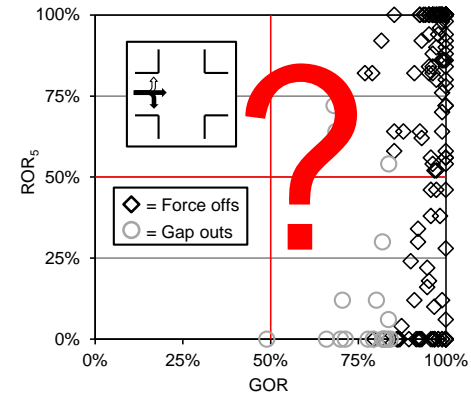 100%
75%
50%
25%
0%
ROR5
= Force offs
= Gap outs
?
0%
25%
50%
75%
100%
GOR